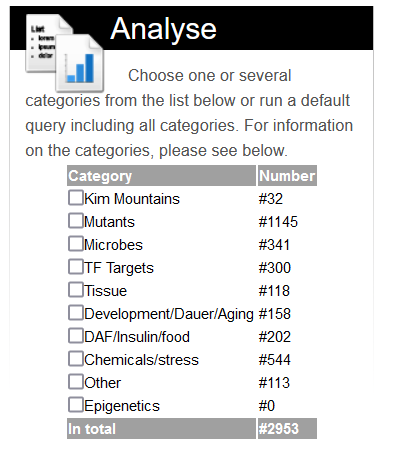 List
lorem
ipsum
dolor
Analyse
Choose one or several
categories from the list below or run a default
query including all categories. For information
on the categories, please see below.
Category Number
Kim Mountains #32
Mutants #1145
Microbes #341
TF Targets #300
Tissue #118
Development/Dauer/Aging #158
DAF/Insulin/food #202
Chemicals/stress #544
Other #113
Epigenetics #0
In total #2953